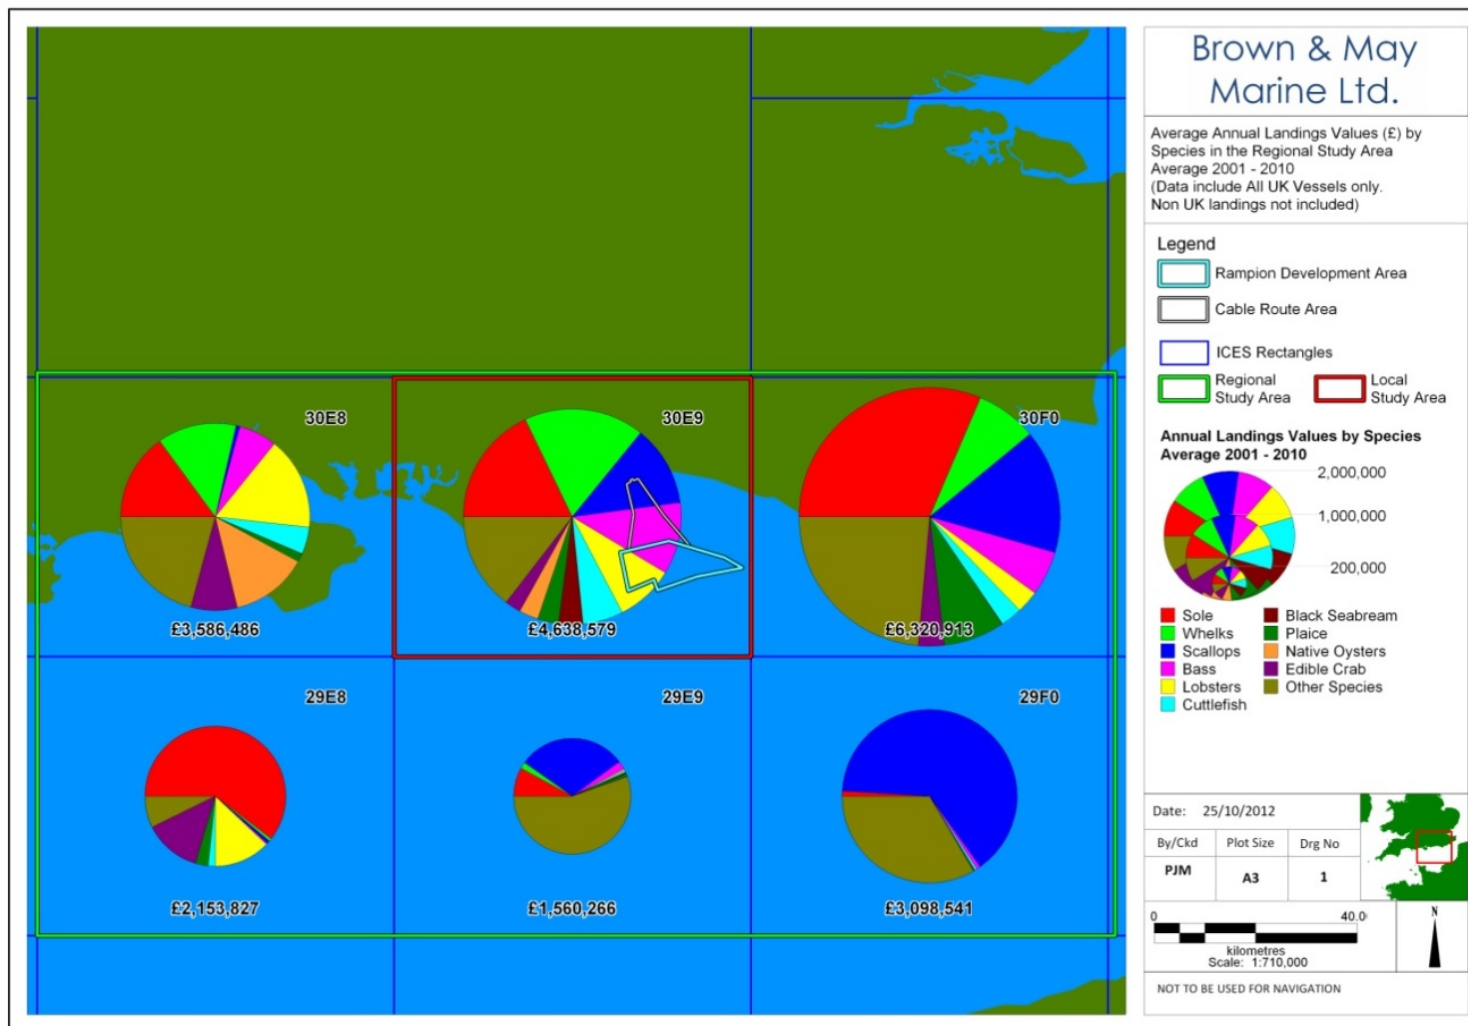 30E8
30E9
30F0
£3,586,486
£4,638,579
£6,320,913
29E8
29E9
29F0
£2,153,827
£1,560,266
£3,098,541
Brown & May
Marine Ltd.
Average Annual Landings Values (£) by
Species in the Regional Study Area
Average 2001 - 2010
(Data include All UK Vessels only.
Non UK landings not included)
Legend
Rampion Development Area
Cable Route Area
ICES Rectangles
Regional
Study Area
Local
Study Area
Annual Landings Values by Species
Average 2001 - 2010
2,000,000
1,000,000
200,000
Sole
Whelks
Scallops
Bass
Lobsters
Cuttlefish
Black Seabream
Plaice
Native Oysters
Edible Crab
Other Species
Date: 25/10/2012
By/Ckd Plot Size Drg No
PJM A3 1
0 40.0
kilometres
Scale: 1:710,000
N
NOT TO BE USED FOR NAVIGATION